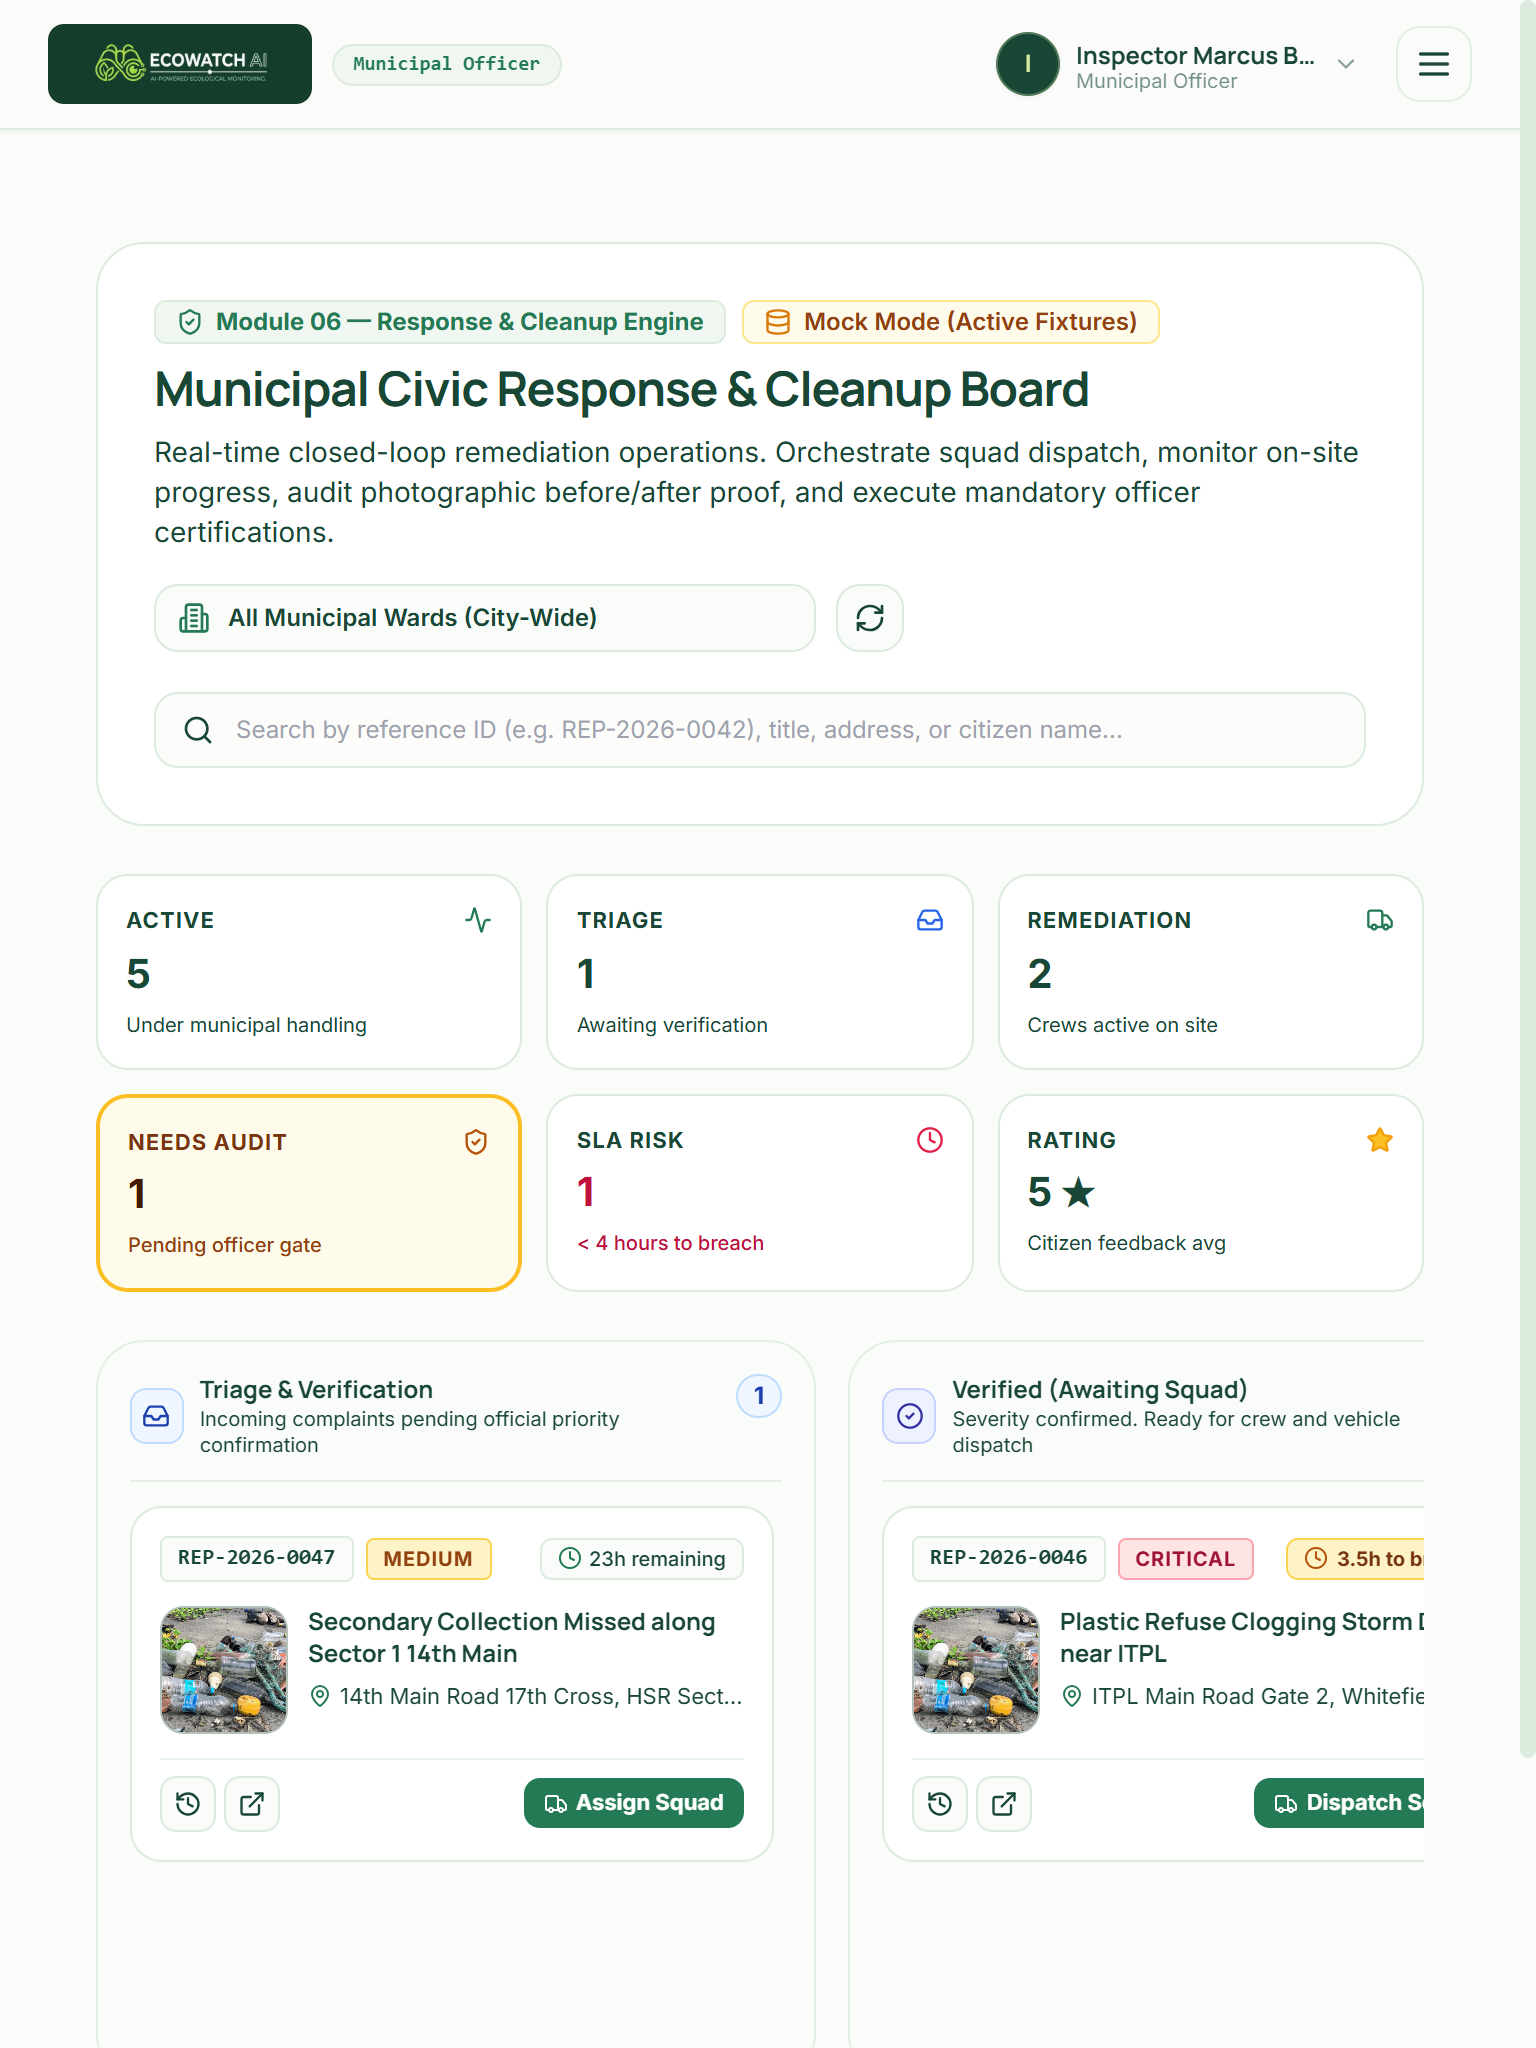 ECOWATCH AI
AI-POWERED ECOLOGICAL MONITORING.
Municipal Officer
I
Inspector Marcus B...
Municipal Officer
Module 06 — Response & Cleanup Engine
Mock Mode (Active Fixtures)
Municipal Civic Response & Cleanup Board
Real-time closed-loop remediation operations. Orchestrate squad dispatch, monitor on-site
progress, audit photographic before/after proof, and execute mandatory officer
certifications.
All Municipal Wards (City-Wide)
Search by reference ID (e.g. REP-2026-0042), title, address, or citizen name...
ACTIVE
5
Under municipal handling
TRIAGE
1
Awaiting verification
REMEDIATION
2
Crews active on site
NEEDS AUDIT
1
Pending officer gate
SLA RISK
1
< 4 hours to breach
RATING
5 ★
Citizen feedback avg
Triage & Verification
Incoming complaints pending official priority
confirmation
1
REP-2026-0047
MEDIUM
23h remaining
Secondary Collection Missed along
Sector 1 14th Main
14th Main Road 17th Cross, HSR Sect...
Assign Squad
Verified (Awaiting Squad)
Severity confirmed. Ready for crew and vehicle
dispatch
REP-2026-0046
CRITICAL
3.5h to b
Plastic Refuse Clogging Storm
near ITPL
ITPL Main Road Gate 2, Whitefie
Dispatch S